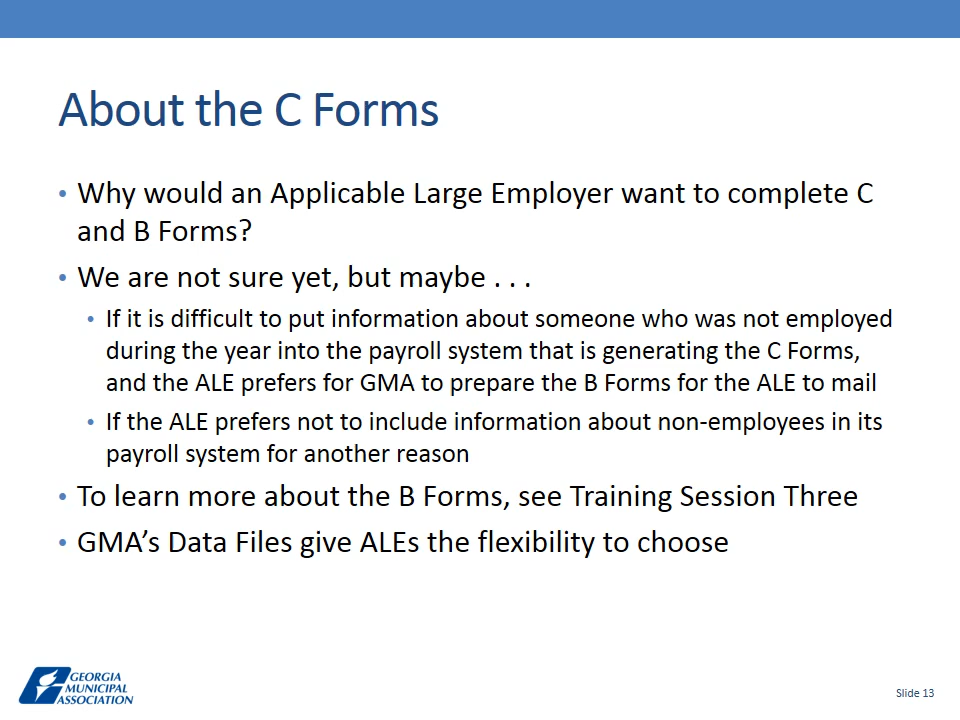 About the C Forms
• Why would an Applicable Large Employer want to complete C
and B Forms?
• We are not sure yet, but maybe . . .
• If it is difficult to put information about someone who was not employed
during the year into the payroll system that is generating the C Forms,
and the ALE prefers for GMA to prepare the B Forms for the ALE to mail
• If the ALE prefers not to include information about non-employees in its
payroll system for another reason
• To learn more about the B Forms, see Training Session Three
• GMA’s Data Files give ALEs the flexibility to choose
GEORGIA
MUNICIPAL
ASSOCIATION
Slide 13